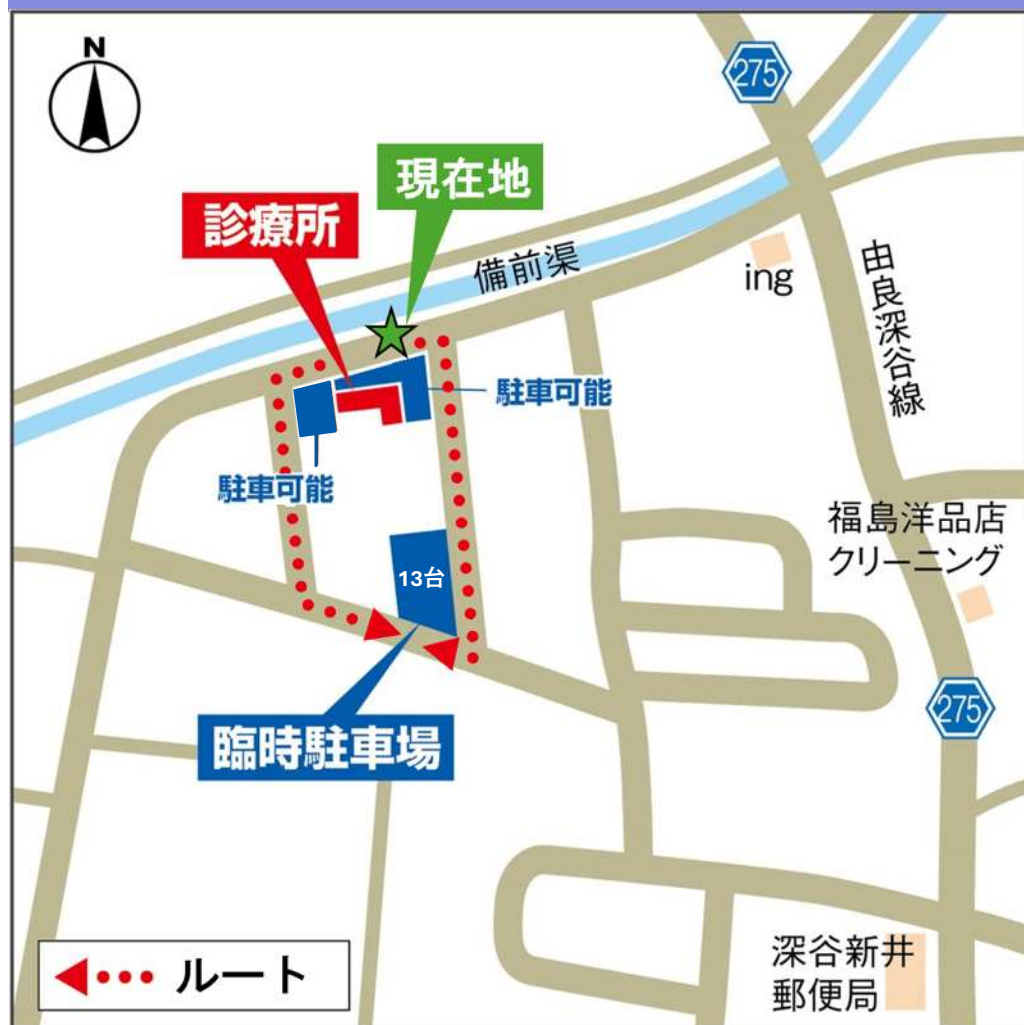 N
275
現在地
診療所
備前渠
ing
由良深谷線
駐車可能
駐車可能
福島洋品店
クリーニング
13台
275
臨時駐車場
ルート
深谷新井
郵便局